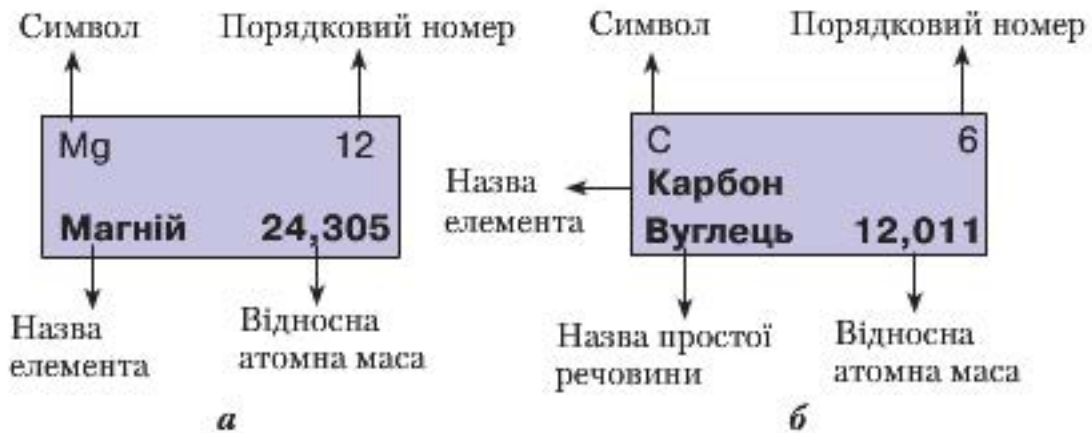 Символ Порядковий номер
Mg 12
Магній 24,305
Назва
елемента
Відносна
атомна маса
а
Символ Порядковий номер
C 6
Назва
елемента
Карбон
Вуглець 12,011
Назва простої
речовини
Відносна
атомна маса
б